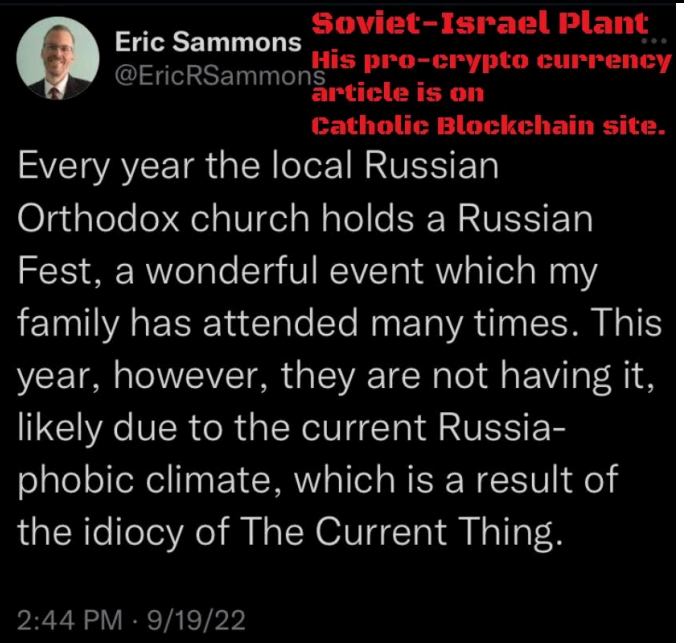 Soviet-Israel Plant
Eric Sammons
His pro-crypto currency
@EricRSammons
article is on
Catholic Blockchain site.
Every year the local Russian
Orthodox church holds a Russian
Fest, a wonderful event which my
family has attended many times. This
year, however, they are not having it,
likely due to the current Russia-
phobic climate, which is a result of
the idiocy of The Current Thing.
2:44 PM · 9/19/22